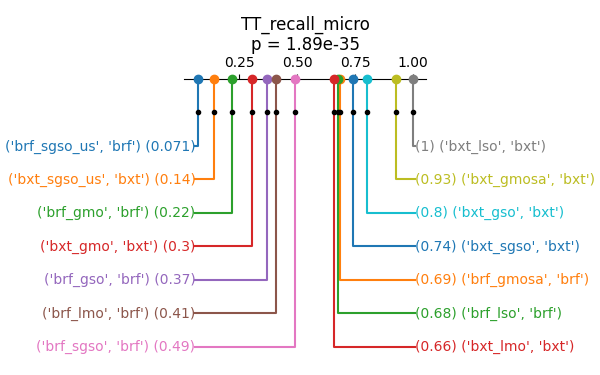 TT_recall_micro
p = 1.89e-35
0.25 0.50 0.75 1.00
('brf_sgso_us', 'brf') (0.071)
(1) ('bxt_lso', 'bxt')
('bxt_sgso_us', 'bxt') (0.14)
(0.93) ('bxt_gmosa', 'bxt')
('brf_gmo', 'brf') (0.22)
(0.8) ('bxt_gso', 'bxt')
('bxt_gmo', 'bxt') (0.3)
(0.74) ('bxt_sgso', 'bxt')
('brf_gso', 'brf') (0.37)
(0.69) ('brf_gmosa', 'brf')
('brf_lmo', 'brf') (0.41)
(0.68) ('brf_lso', 'brf')
('brf_sgso', 'brf') (0.49)
(0.66) ('bxt_lmo', 'bxt')